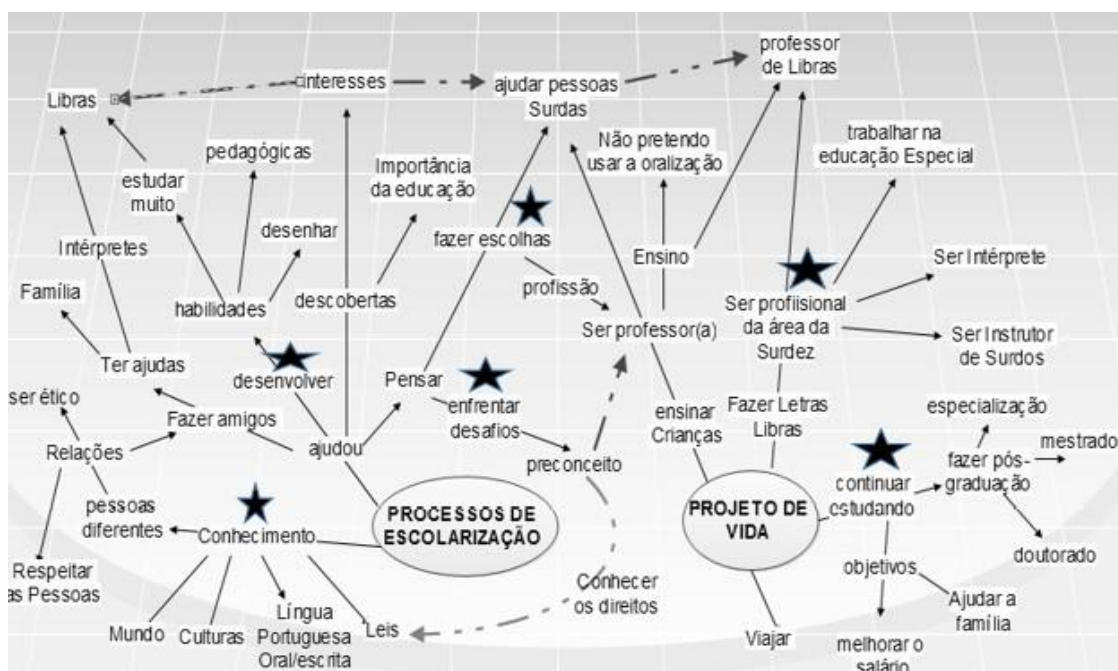 professor
de Libras
interesses
ajudar pessoas
Surdas
Libras
trabalhar na
educação Especial
Não pretendo
usar a oralização
pedagógicas
Importância
da educação
estudar
muito
fazer escolhas
desenhar
Intérpretes
Ensino
Ser Intérprete
Família
habilidades
descobertas
profissão
Ser profiisional
da área da
Surdez
Ser professor(a)
Ser Instrutor
de Surdos
Ter ajudas
desenvolver
Pensar
ser ético
enfrentar
desafios
ensinar
Crianças
Fazer Letras
Libras
especialização
Fazer amigos
Relações
ajudou
preconceito
mestrado
fazer pós-
graduação
continuar
estudando
pessoas
diferentes
PROCESSOS DE
ESCOLARIZAÇÃO
PROJETO DE
VIDA
Conhecimento
doutorado
Respeitar
as Pessoas
Conhecer
os direitos
objetivos
Ajudar a
família
Mundo
Culturas
Língua
Portuguesa
Oral/escrita
Leis
Viajar
melhorar o
salário